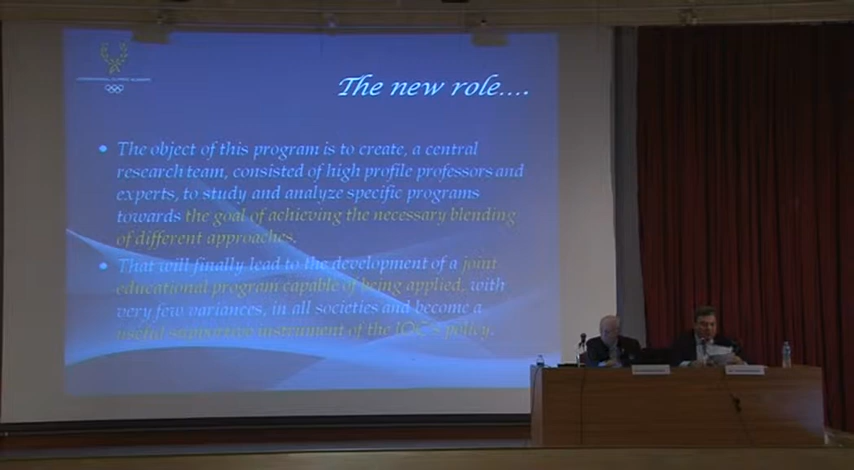 INTERNATIONAL OLYMPIC ACADEMY
The new role....
• The object of this program is to create, a central
research team, consisted of high profile professors and
experts, to study and analyze specific programs
towards the goal of achieving the necessary blending
of different approaches.
• That will finally lead to the development of a joint
educational program capable of being applied, with
very few variances, in all societies and become a
useful supportive instrument of the IOC's policy.